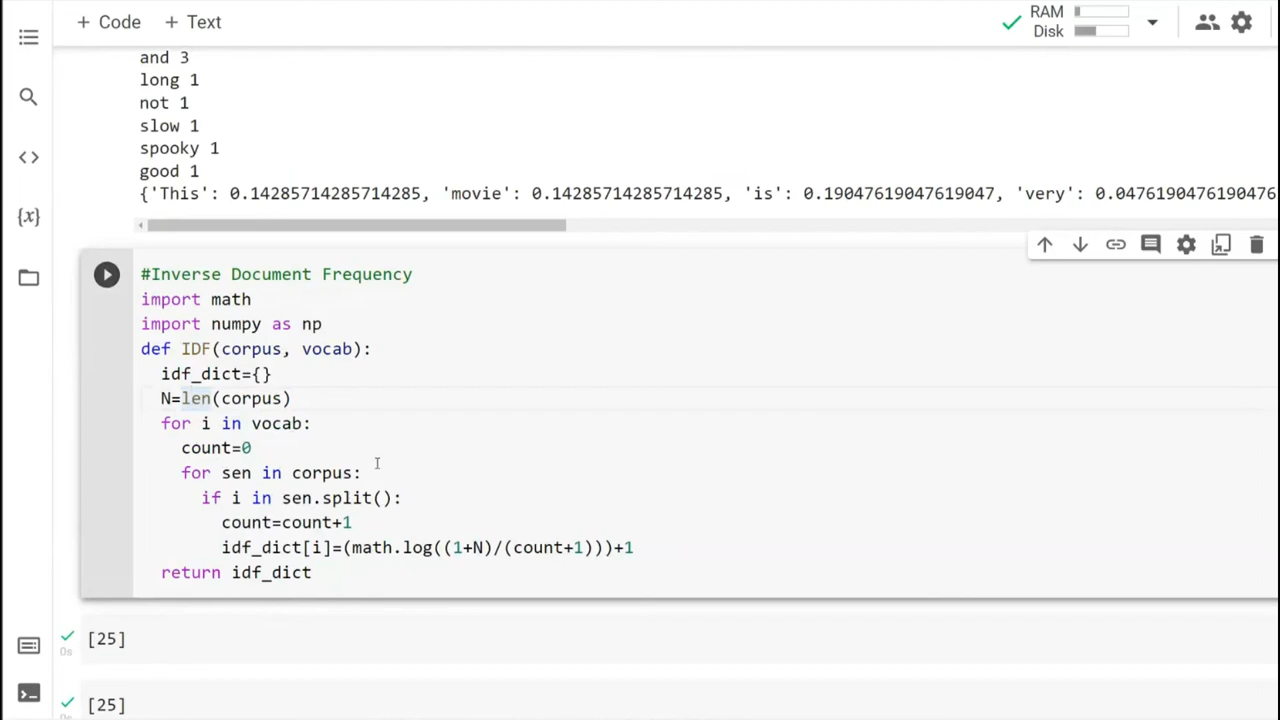 + Code + Text
RAM
Disk
and 3
long 1
not 1
slow 1
spooky 1
good 1
{'This': 0.14285714285714285, 'movie': 0.14285714285714285, 'is': 0.19047619047619047, 'very': 0.0476190476190476
#Inverse Document Frequency
import math
import numpy as np
def IDF(corpus, vocab):
idf_dict={}
N=len(corpus)
for i in vocab:
count=0
for sen in corpus:
if i in sen.split():
count=count+1
idf_dict[i]=(math.log((1+N)/(count+1)))+1
return idf_dict
[25]
0s
[25]